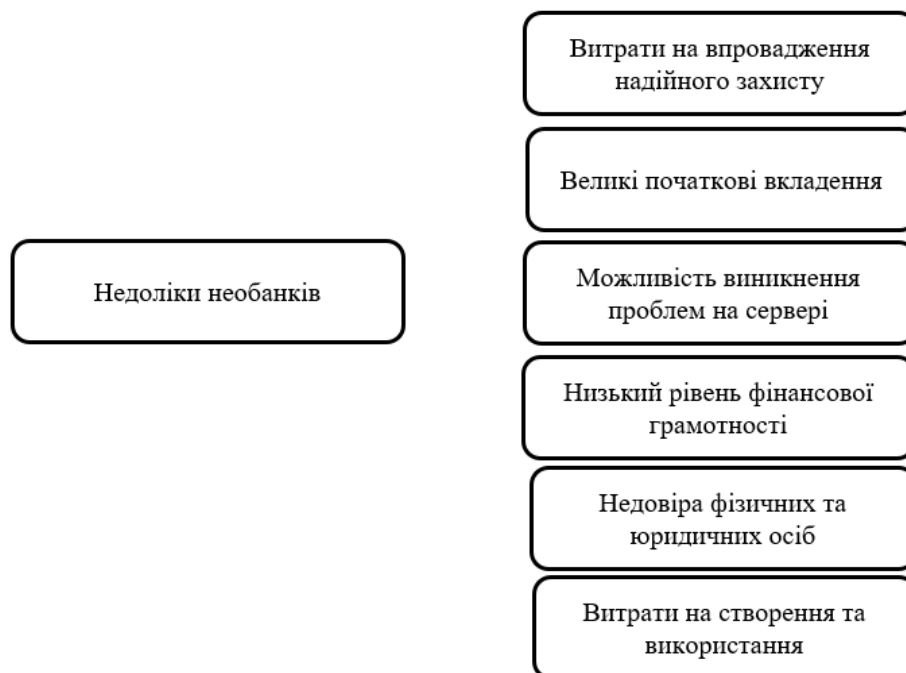 Витрати на впровадження
надійного захисту
Великі початкові вкладення
Недоліки необанків
Можливість виникнення
проблем на сервері
Низький рівень фінансової
грамотності
Недовіра фізичних та
юридичних осіб
Витрати на створення та
використання